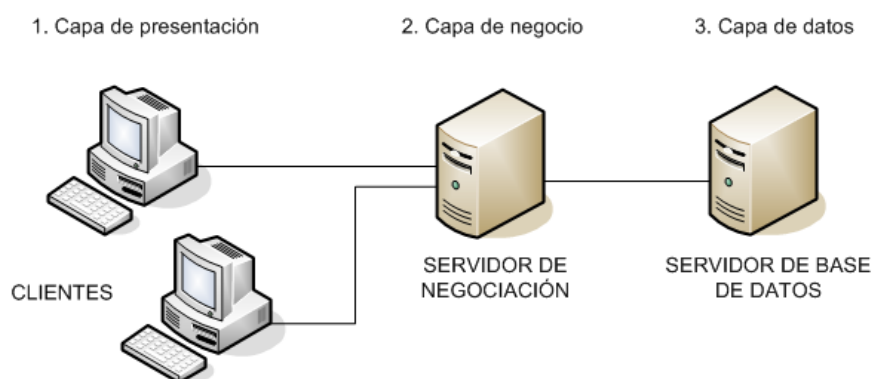 1. Capa de presentación
2. Capa de negocio
3. Capa de datos
CLIENTES
SERVIDOR DE
NEGOCIACIÓN
SERVIDOR DE BASE
DE DATOS